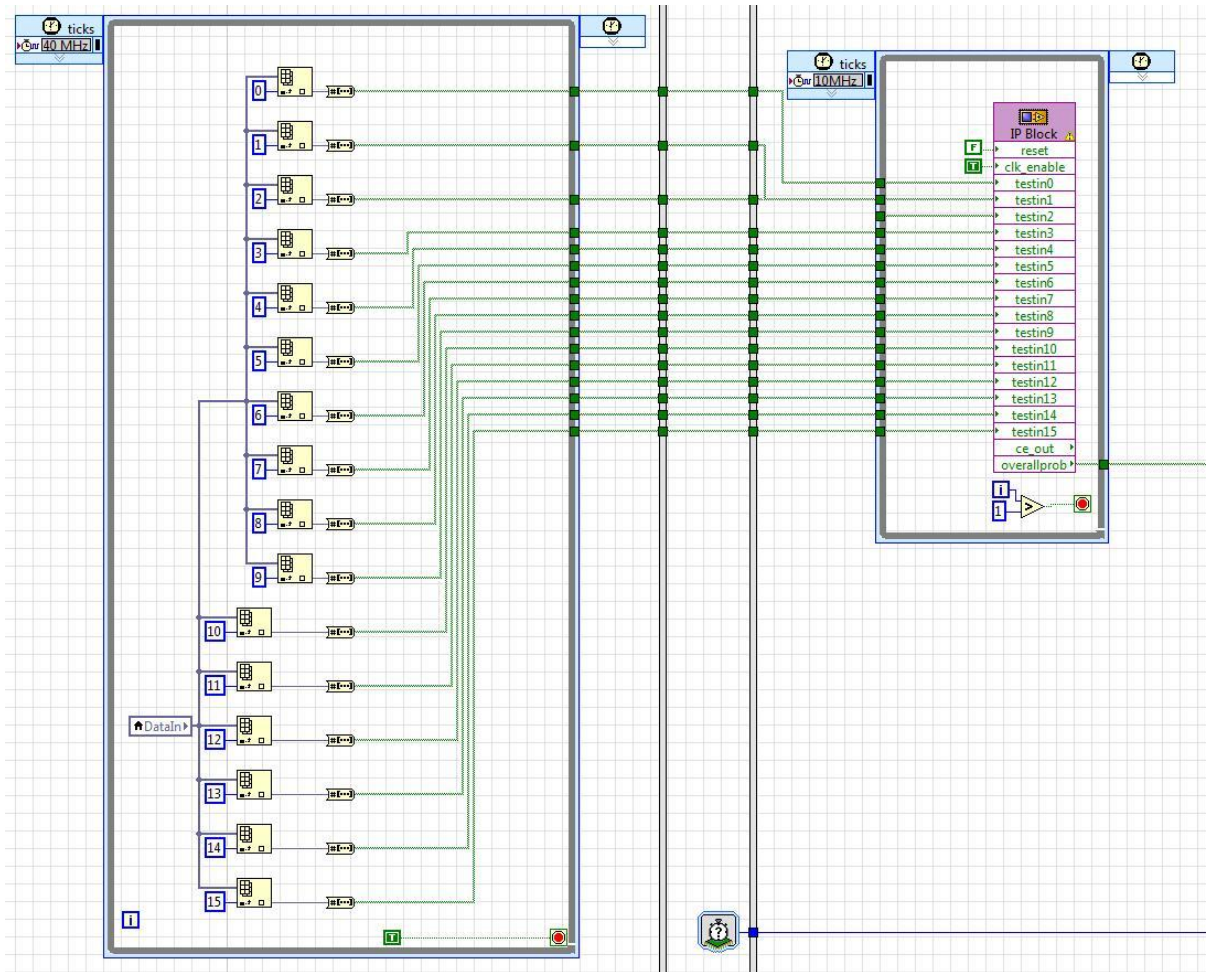 ticks
40 MHz
0
1
2
3
4
5
6
7
8
9
10
11
12
13
14
15
DataIn
i
T
ticks
10MHz
IP Block
F
reset
T
clk_enable
testin0
testin1
testin2
testin3
testin4
testin5
testin6
testin7
testin8
testin9
testin10
testin11
testin12
testin13
testin14
testin15
ce_out
overallprob
i
1
>
?